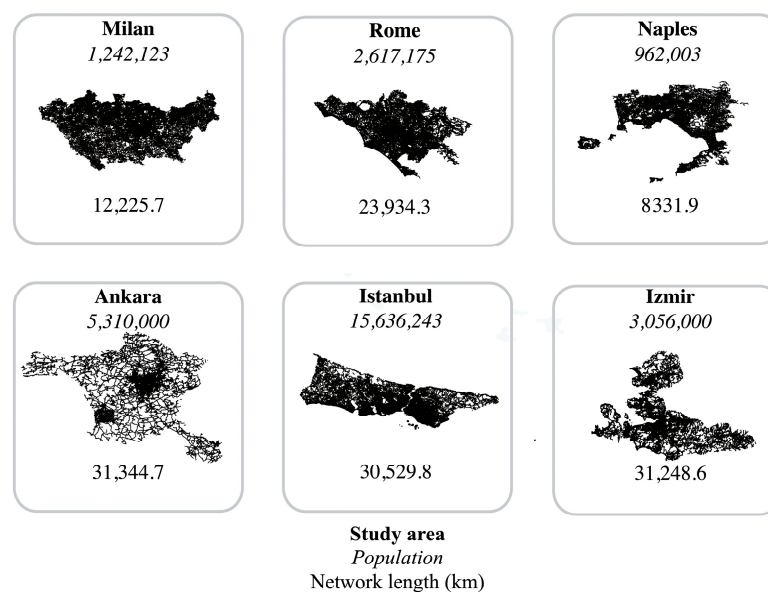 Milan
1,242,123
12,225.7
Rome
2,617,175
23,934.3
Naples
962,003
8331.9
Ankara
5,310,000
31,344.7
Istanbul
15,636,243
30,529.8
Izmir
3,056,000
31,248.6
Study area
Population
Network length (km)